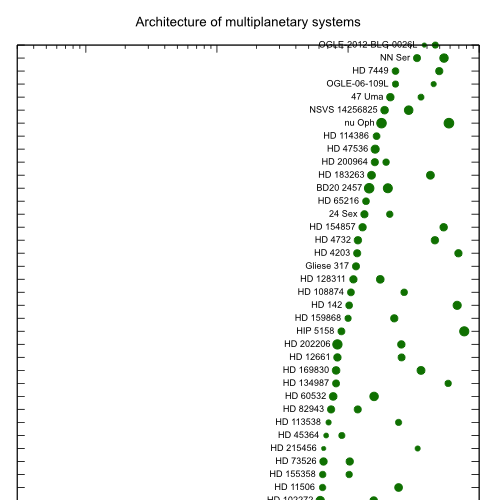 Architecture of multiplanetary systems
OGLE-2012-BLG-0026L
NN Ser
HD 7449
OGLE-06-109L
47 Uma
NSVS 14256825
nu Oph
HD 114386
HD 47536
HD 200964
HD 183263
BD20 2457
HD 65216
24 Sex
HD 154857
HD 4732
HD 4203
Gliese 317
HD 128311
HD 108874
HD 142
HD 159868
HIP 5158
HD 202206
HD 12661
HD 169830
HD 134987
HD 60532
HD 82943
HD 113538
HD 45364
HD 215456
HD 73526
HD 155358
HD 11506
HD 102272